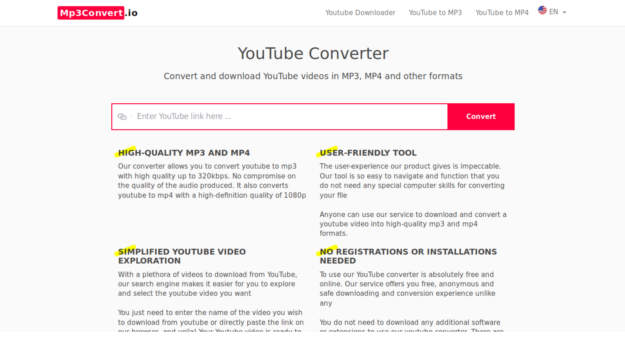 Mp3Convert.io
Youtube Downloader YouTube to MP3 YouTube to MP4 EN
YouTube Converter
Convert and download YouTube videos in MP3, MP4 and other formats
Enter YouTube link here ... Convert
HIGH-QUALITY MP3 AND MP4
Our converter allows you to convert youtube to mp3
with high quality up to 320kbps. No compromise on
the quality of the audio produced. It also converts
youtube to mp4 with a high-definition quality of 1080p
USER-FRIENDLY TOOL
The user-experience our product gives is impeccable.
Our tool is so easy to navigate and function that you
do not need any special computer skills for converting
your file
Anyone can use our service to download and convert a
youtube video into high-quality mp3 and mp4
formats.
SIMPLIFIED YOUTUBE VIDEO
EXPLORATION
With a plethora of videos to download from YouTube,
our search engine makes it easier for you to explore
and select the youtube video you want
You just need to enter the name of the video you wish
to download from youtube or directly paste the link on
NO REGISTRATIONS OR INSTALLATIONS
NEEDED
To use our YouTube converter is absolutely free and
online. Our service offers you free, anonymous and
safe downloading and conversion experience unlike
any
You do not need to download any additional software